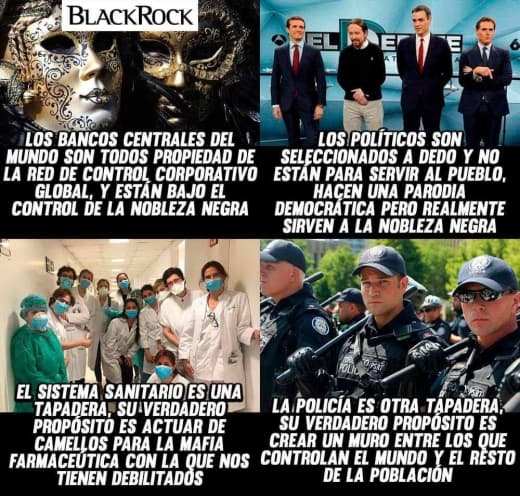 BLACKROCK
LOS BANCOS CENTRALES DEL
MUNDO SON TODOS PROPIEDAD DE
LA RED DE CONTROL CORPORATIVO
GLOBAL, Y ESTÁN BAJO EL
CONTROL DE LA NOBLEZA NEGRA
EL DEBATE
LOS POLÍTICOS SON
SELECCIONADOS A DEDO Y NO
ESTÁN PARA SERVIR AL PUEBLO,
HACEN UNA PARODIA
DEMOCRÁTICA PERO REALMENTE
SIRVEN A LA NOBLEZA NEGRA
EL SISTEMA SANITARIO ES UNA
TAPADERA, SU VERDADERO
PROPÓSITO ES ACTUAR DE
CAMELLOS PARA LA MAFIA
FARMACEÚTICA CON LA QUE NOS
TIENEN DEBILITADOS
LA POLICÍA ES OTRA TAPADERA,
SU VERDADERO PROPÓSITO ES
CREAR UN MURO ENTRE LOS QUE
CONTROLAN EL MUNDO Y EL RESTO
DE LA POBLACIÓN